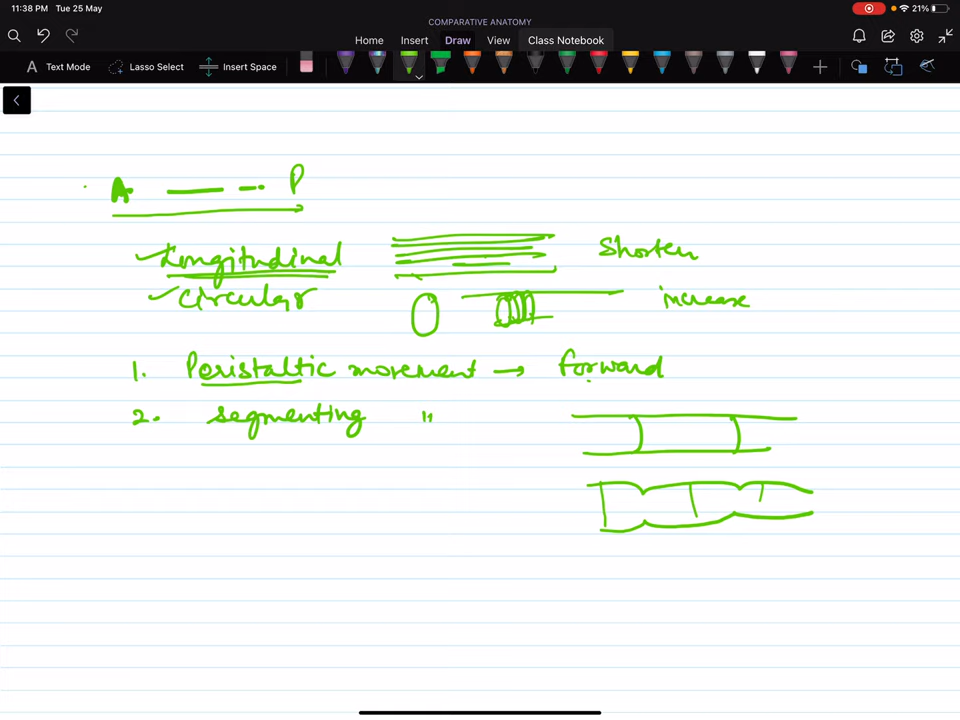 11:38 PM Tue 25 May
21%
COMPARATIVE ANATOMY
Home Insert Draw View Class Notebook
A Text Mode Lasso Select Insert Space
A P
Longitudinal Shorten
Circular increase
1. Peristaltic movement → forward
2. segmenting "